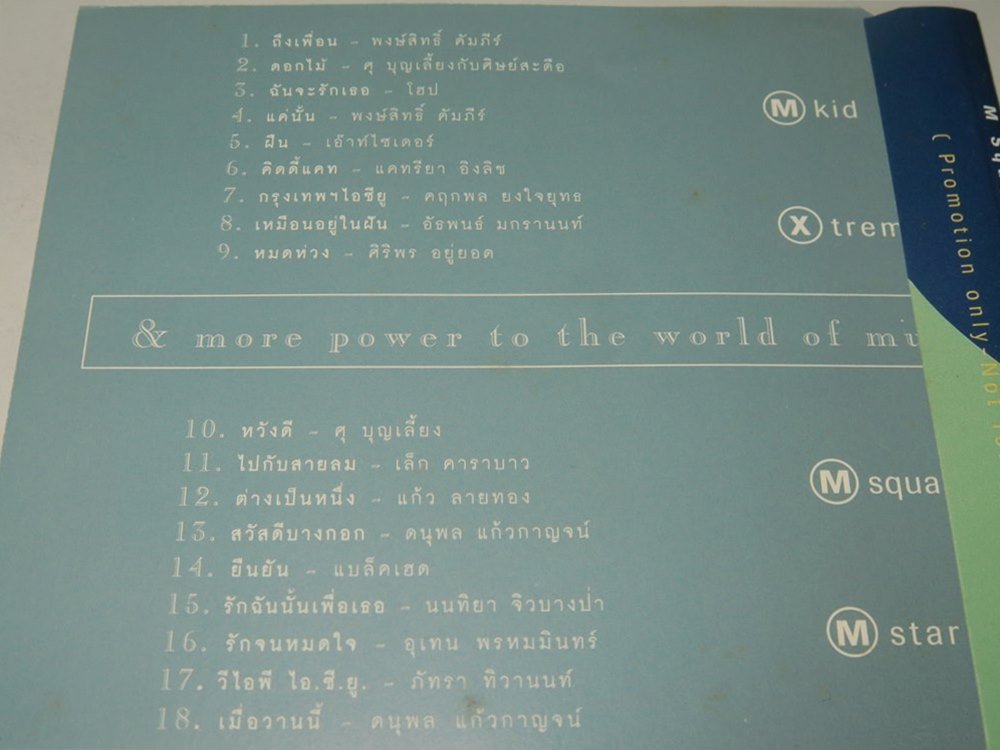 1. ถึงเพื่อน - พงษ์สิทธิ์ คัมภีร์
2. ดอกไม้ - ศุ บุญเลี้ยงกับศิษย์สะดือ
3. ฉันจะรักเธอ - โฮป
4. แค่นั้น - พงษ์สิทธิ์ คัมภีร์
5. ฝืน - เอ๊าท์ไซเดอร์
6. คิดดี้แคท - แคทรียา อิงลิช
7. กรุงเทพฯไอซียู - คฤกพล ยงใจยุทธ
8. เหมือนอยู่ในฝัน - อัธพนธ์ มกรานนท์
9. หมดห่วง - ศิริพร อยู่ยอด
M kid
X trem
& more power to the world of mu
10. หวังดี - ศุ บุญเลี้ยง
11. ไปกับสายลม - เล็ก คาราบาว
12. ต่างเป็นหนึ่ง - แก้ว ลายทอง
13. สวัสดีบางกอก - ดนุพล แก้วกาญจน์
14. ยืนยัน - แบล็คเฮด
15. รักฉันนั้นเพื่อเธอ - นนทิยา จิวบางป่า
16. รักจนหมดใจ - อุเทน พรหมมินทร์
17. วีไอพี ไอ.ซี.ยู. - ภัทรา ทิวานนท์
18. เมื่อวานนี้ - ดนุพล แก้วกาญจน์
M squa
M star
M squ
( Promotion only-Not